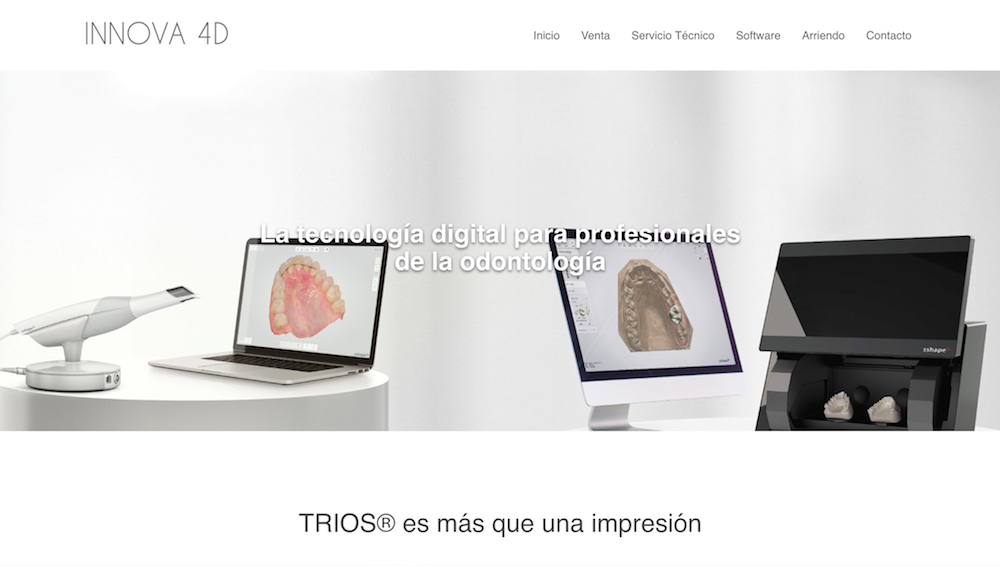 INNOVA 4D
Inicio Venta Servicio Técnico Software Arriendo Contacto
La tecnología digital para profesionales
de la odontología
3shape
TRIOS® es más que una impresión